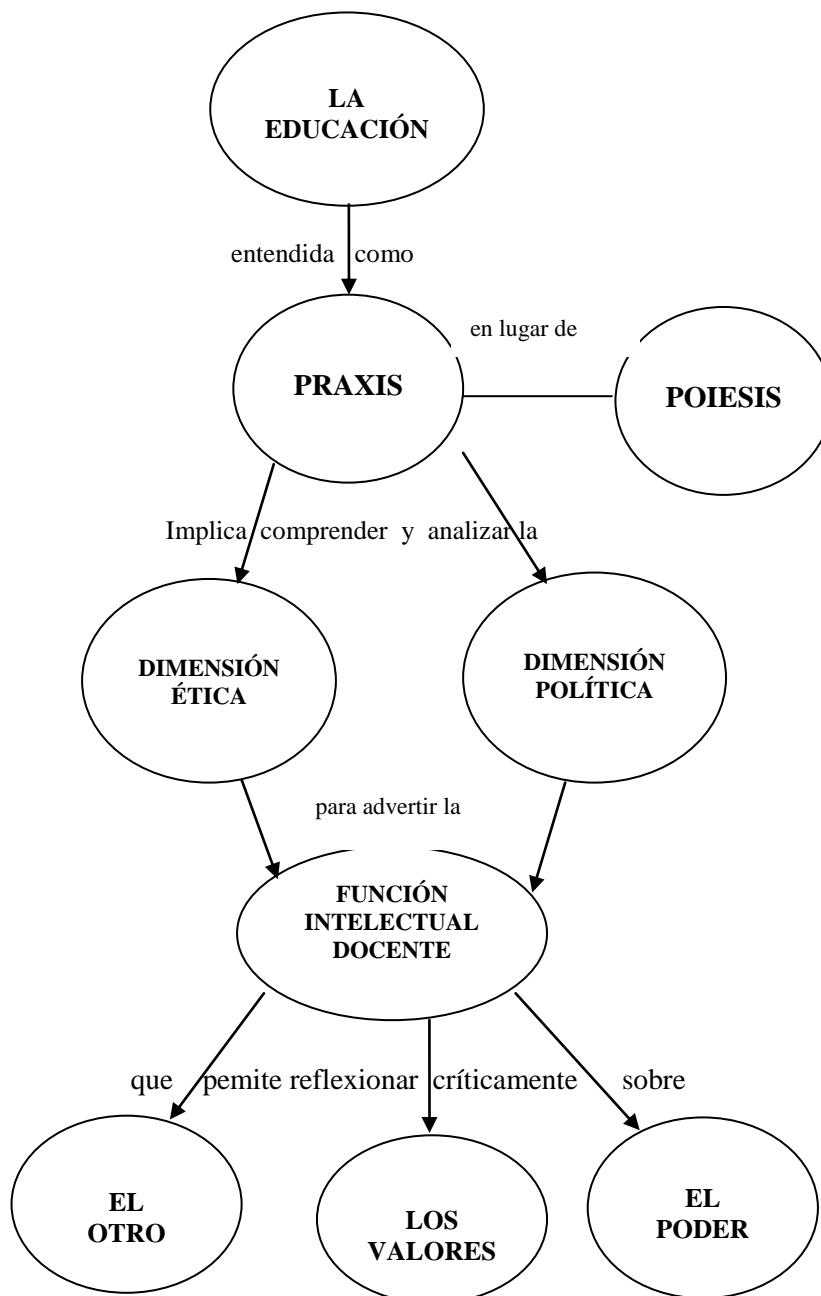 LA
EDUCACIÓN
entendida como
en lugar de
PRAXIS
POIESIS
Implica comprender y analizar la
DIMENSIÓN
ÉTICA
DIMENSIÓN
POLÍTICA
para advertir la
FUNCIÓN
INTELECTUAL
DOCENTE
que pemite reflexionar críticamente sobre
EL
OTRO
LOS
VALORES
EL
PODER